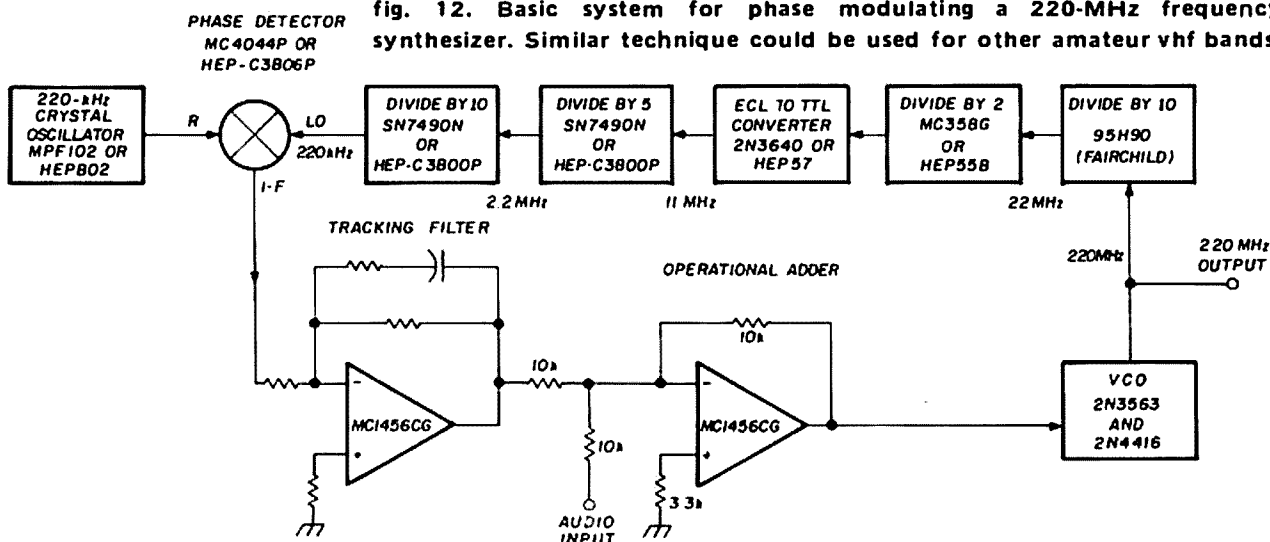 fig. 12. Basic system for phase modulating a 220-MHz frequency
synthesizer. Similar technique could be used for other amateur vhf bands
PHASE DETECTOR
MC4044P OR
HEP-C3806P
220-kHz
CRYSTAL
OSCILLATOR
MPF102 OR
HEP802
R
LO
220kHz
I-F
DIVIDE BY 10
SN7490N
OR
HEP-C3800P
2.2 MHz
DIVIDE BY 5
SN7490N
OR
HEP-C3800P
11 MHz
ECL TO TTL
CONVERTER
2N3640 OR
HEP57
DIVIDE BY 2
MC358G
OR
HEP558
22MHz
DIVIDE BY 10
95H90
(FAIRCHILD)
220MHz
220 MHz
OUTPUT
TRACKING FILTER
OPERATIONAL ADDER
10k
10k
-
MC1456CG
+
10k
-
MC1456CG
+
3.3k
AUDIO
INPUT
VCO
2N3563
AND
2N4416